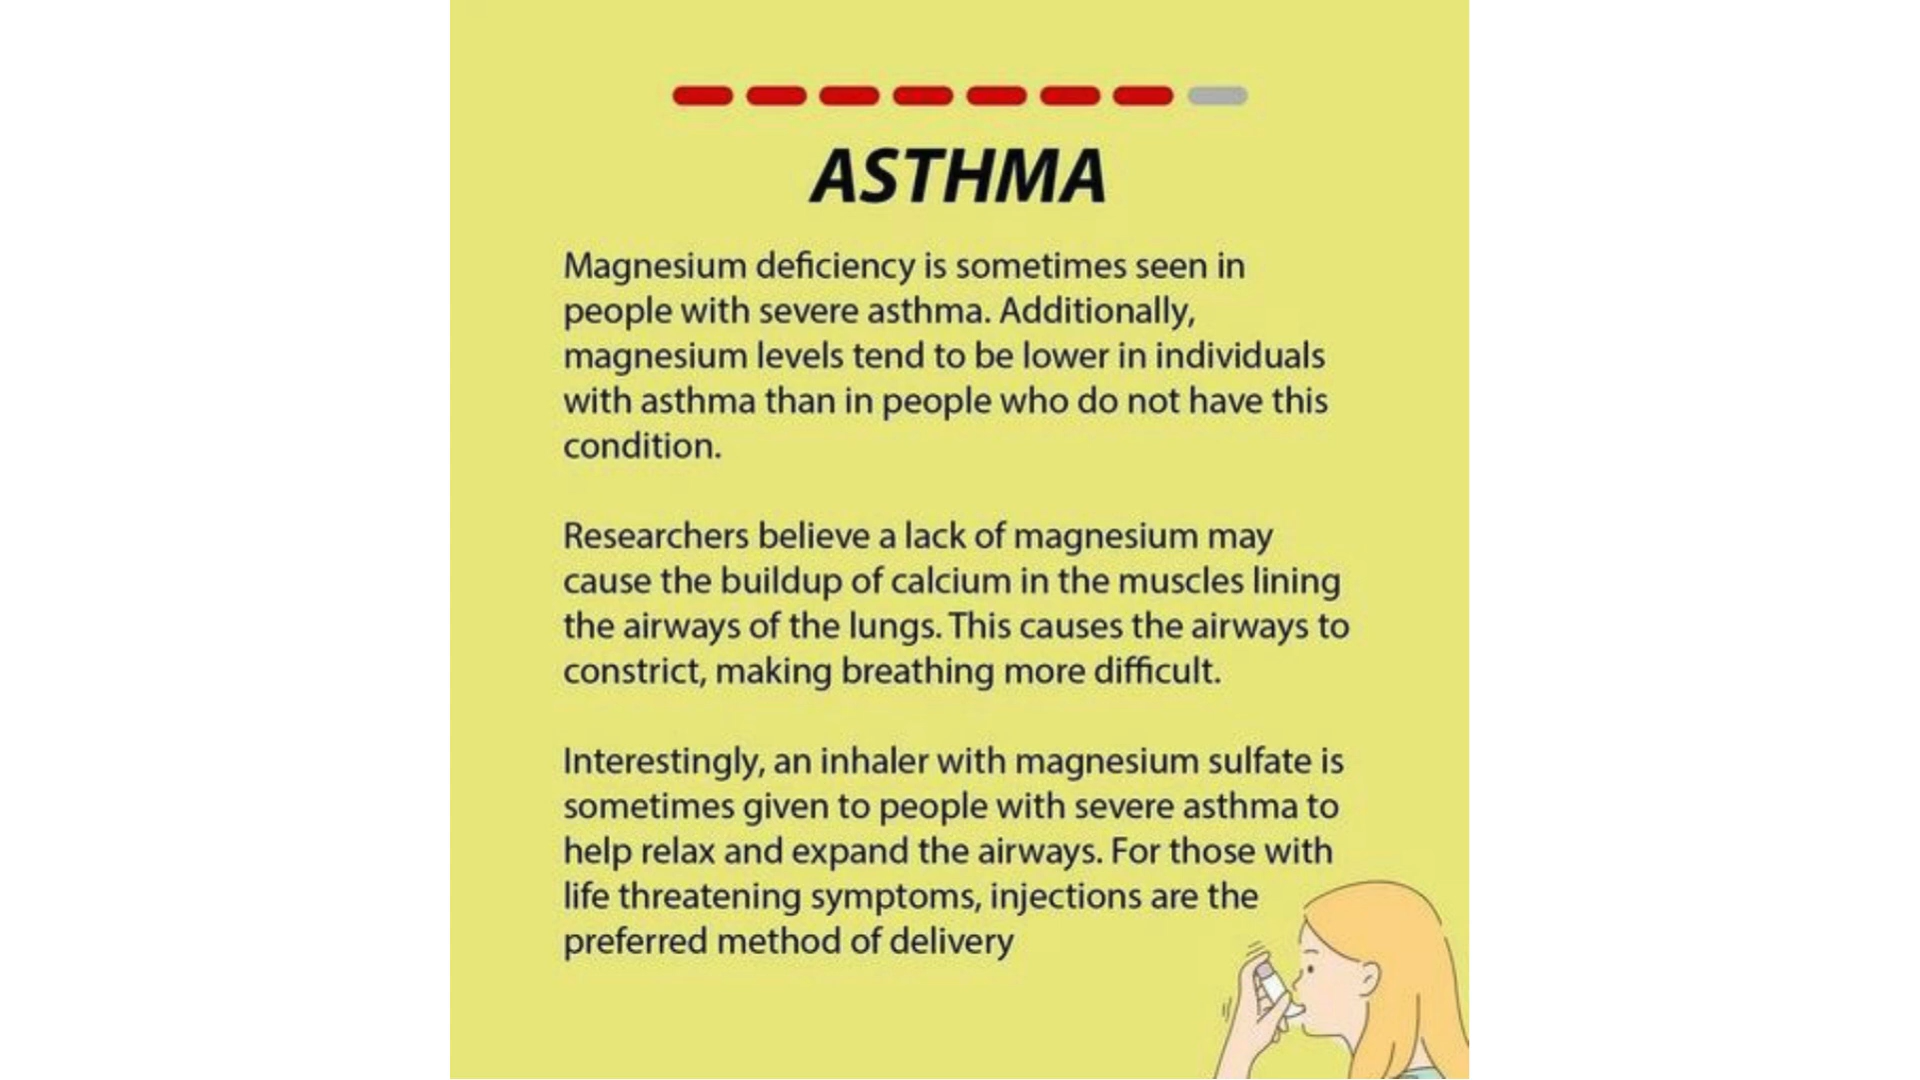 ASTHMA
Magnesium deficiency is sometimes seen in
people with severe asthma. Additionally,
magnesium levels tend to be lower in individuals
with asthma than in people who do not have this
condition.
Researchers believe a lack of magnesium may
cause the buildup of calcium in the muscles lining
the airways of the lungs. This causes the airways to
constrict, making breathing more difficult.
Interestingly, an inhaler with magnesium sulfate is
sometimes given to people with severe asthma to
help relax and expand the airways. For those with
life threatening symptoms, injections are the
preferred method of delivery